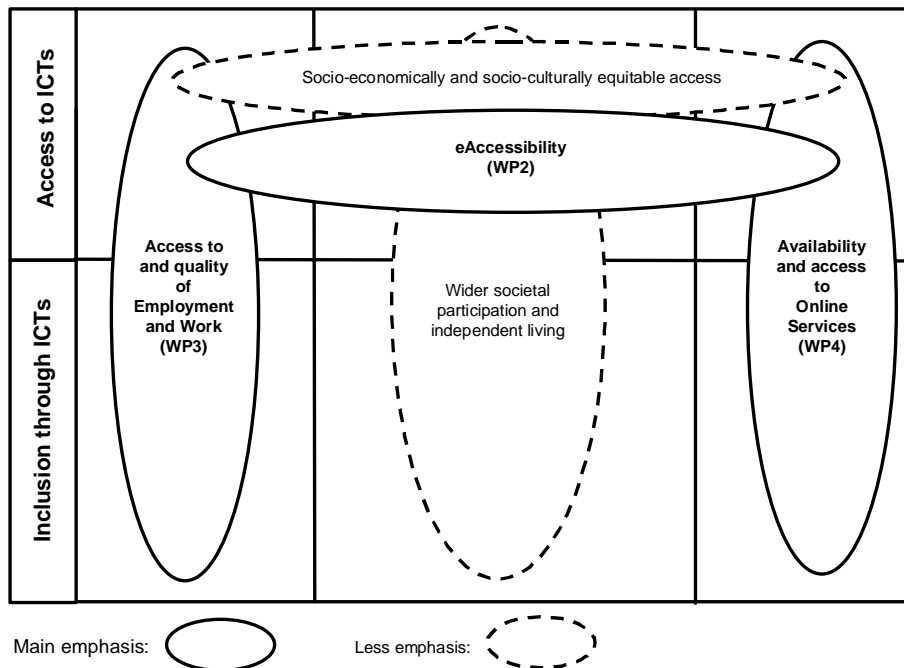 Access to ICTs
Socio-economically and socio-culturally equitable access
eAccessibility
(WP2)
Access to
and quality
of
Employment
and Work
(WP3)
Wider societal
participation and
independent living
Availability
and access
to
Online
Services
(WP4)
Inclusion through ICTs
Main emphasis:
Less emphasis: